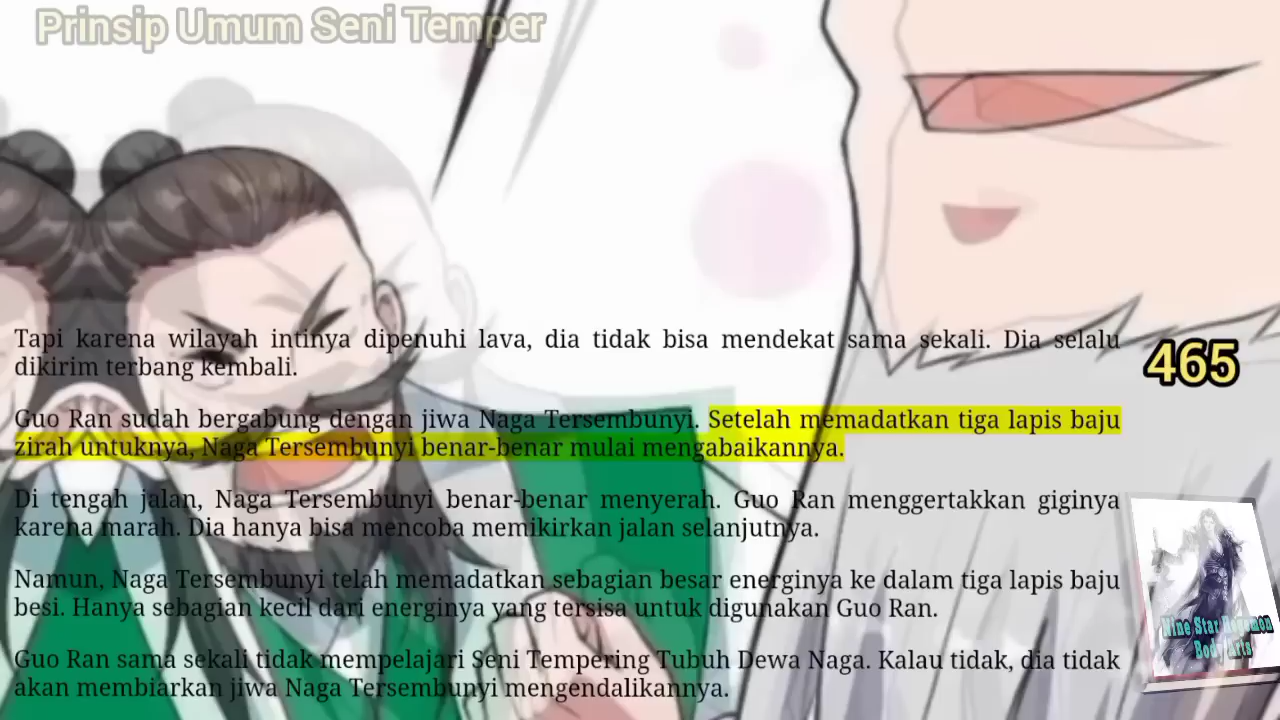 Prinsip Umum Seni Temper
Tapi karena wilayah intinya dipenuhi lava, dia tidak bisa mendekat sama sekali. Dia selalu
dikirim terbang kembali.
465
Guo Ran sudah bergabung dengan jiwa Naga Tersembunyi. Setelah memadatkan tiga lapis baju
zirah untuknya, Naga Tersembunyi benar-benar mulai mengabaikannya.
Di tengah jalan, Naga Tersembunyi benar-benar menyerah. Guo Ran menggertakkan giginya
karena marah. Dia hanya bisa mencoba memikirkan jalan selanjutnya.
Namun, Naga Tersembunyi telah memadatkan sebagian besar energinya ke dalam tiga lapis baju
besi. Hanya sebagian kecil dari energinya yang tersisa untuk digunakan Guo Ran.
Guo Ran sama sekali tidak mempelajari Seni Tempering Tubuh Dewa Naga. Kalau tidak, dia tidak
akan membiarkan jiwa Naga Tersembunyi mengendalikannya.
Nine Star Hegemon
Body Arts